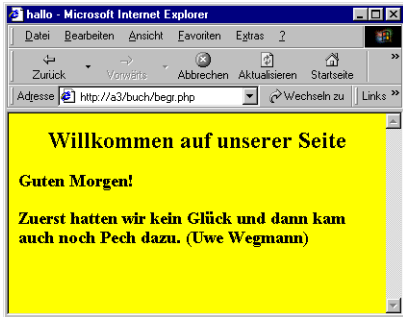 hallo - Microsoft Internet Explorer
Datei Bearbeiten Ansicht Favoriten Extras ?
Zurück Vorwärts Abbrechen Aktualisieren Startseite »
Adresse http://a3/buch/begr.php Wechseln zu Links »
Willkommen auf unserer Seite
Guten Morgen!
Zuerst hatten wir kein Glück und dann kam
auch noch Pech dazu. (Uwe Wegmann)